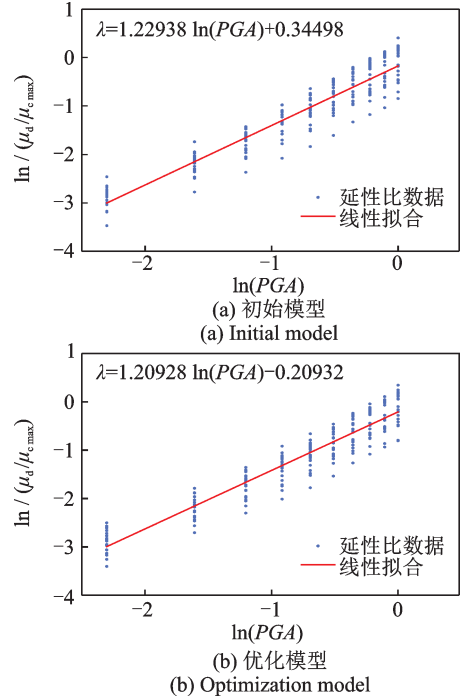 λ=1.22938 ln(PGA)+0.34498
1
0
−1
−2
−3
−4
ln / (μd/μc max)
延性比数据
线性拟合
−2
−1
0
ln(PGA)
(a) 初始模型
(a) Initial model
λ=1.20928 ln(PGA)−0.20932
1
0
−1
−2
−3
−4
ln / (μd/μc max)
延性比数据
线性拟合
−2
−1
0
ln(PGA)
(b) 优化模型
(b) Optimization model